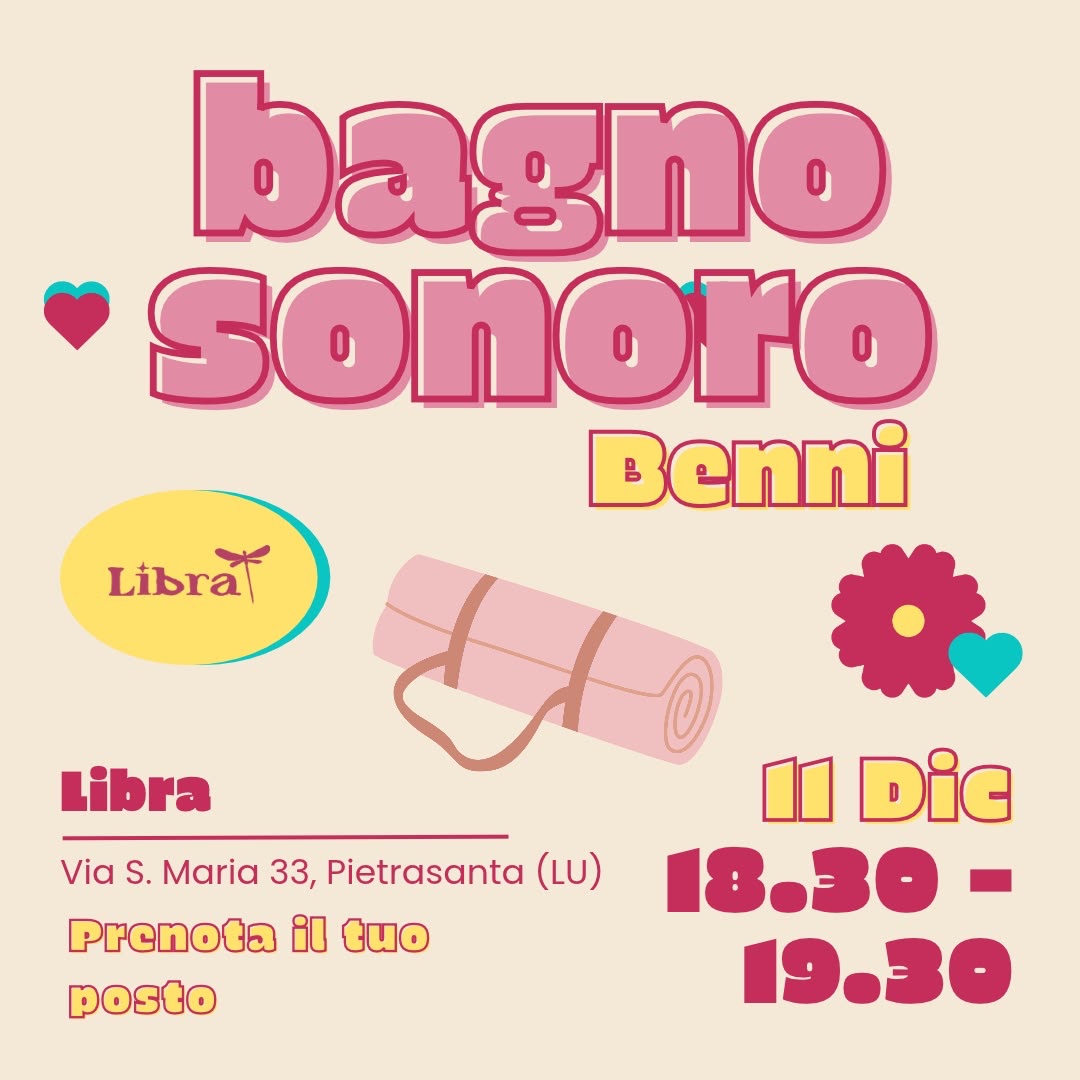 bagno
sonoro
Benni
Libra
Libra
Via S. Maria 33, Pietrasanta (LU)
Prenota il tuo
posto
11 Dic
18.30 -
19.30